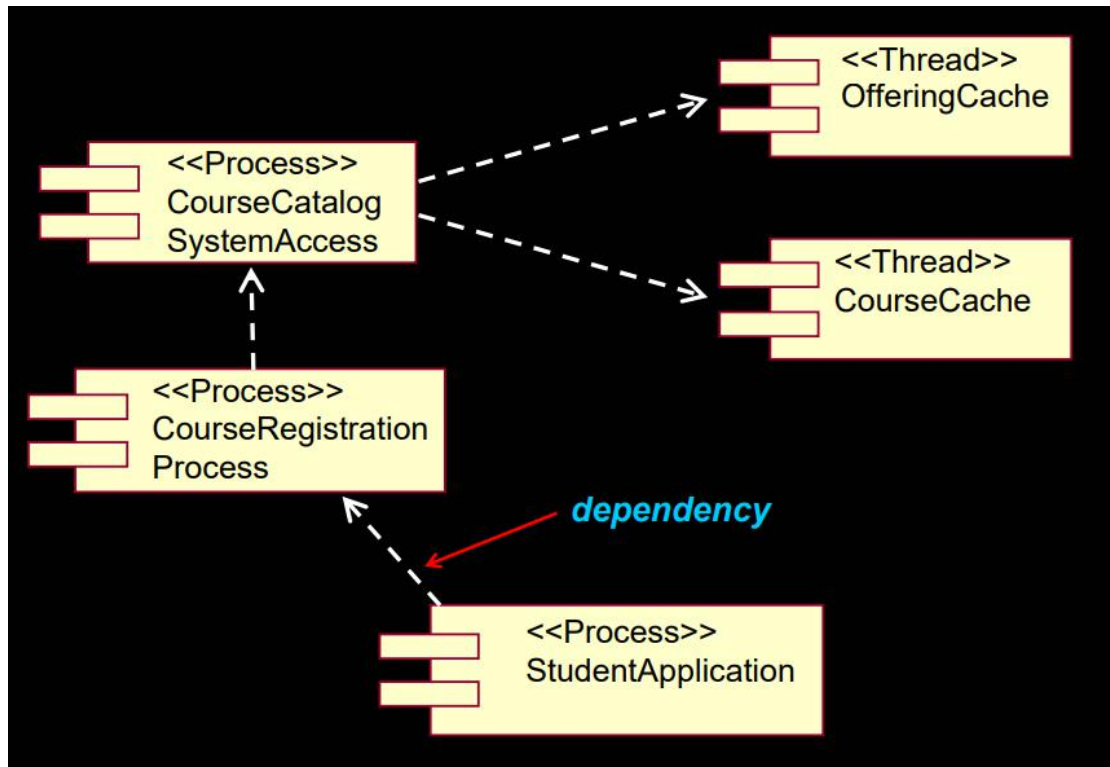 <<Thread>>
OfferingCache
<<Process>>
CourseCatalog
SystemAccess
<<Thread>>
CourseCache
<<Process>>
CourseRegistration
Process
dependency
<<Process>>
StudentApplication